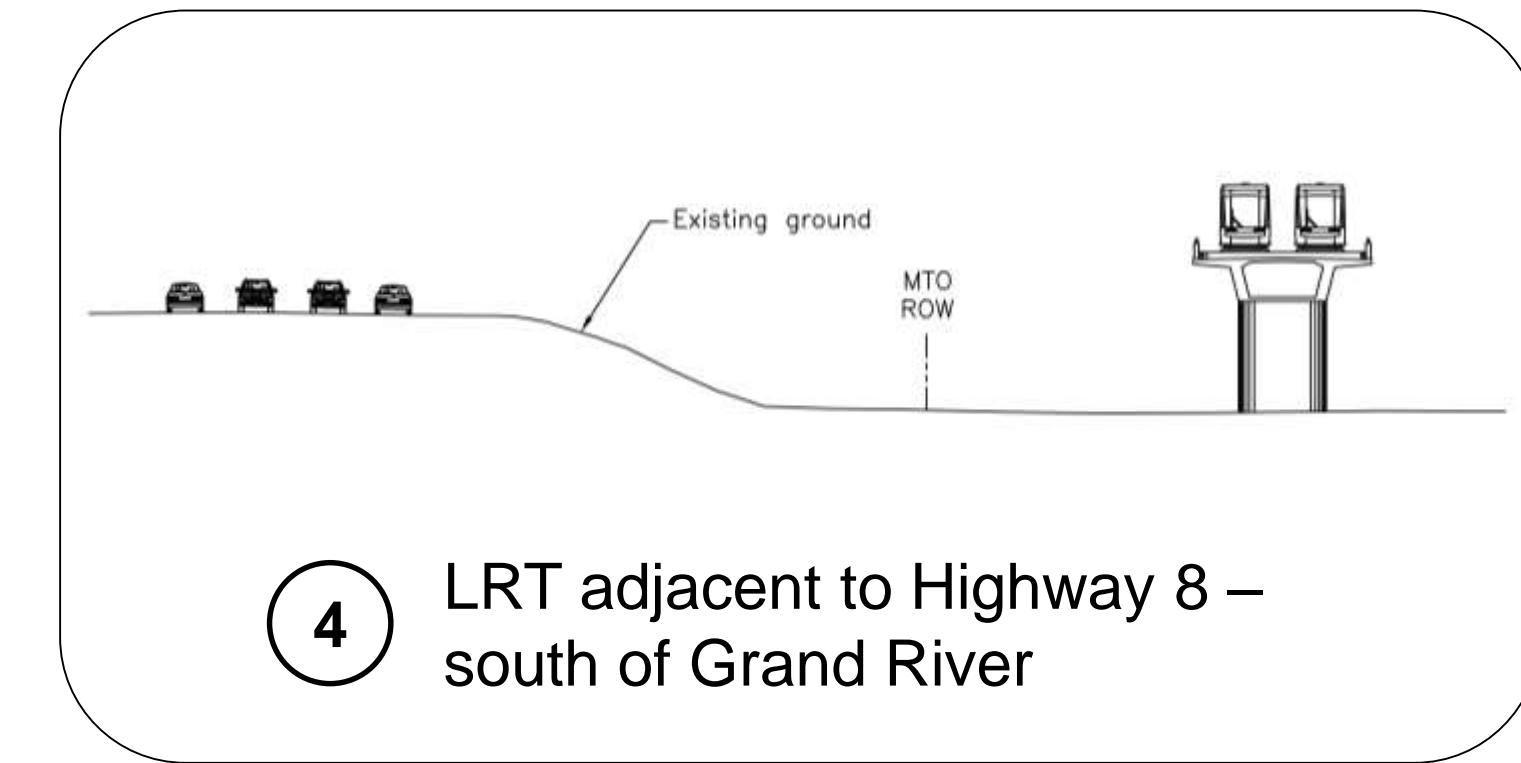 Existing ground
MTO
ROW
4
LRT adjacent to Highway 8 –
south of Grand River